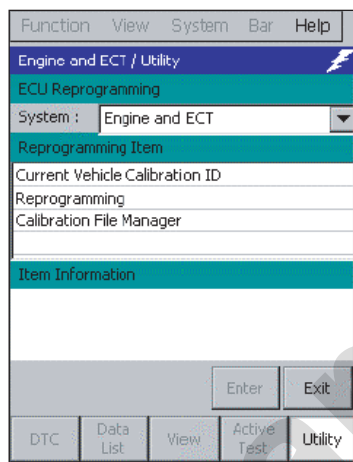 Function View System Bar Help
Engine and ECT / Utility
ECU Reprogramming
System : Engine and ECT
Reprogramming Item
Current Vehicle Calibration ID
Reprogramming
Calibration File Manager
Item Information
Enter Exit
DTC Data List View Active Test Utility